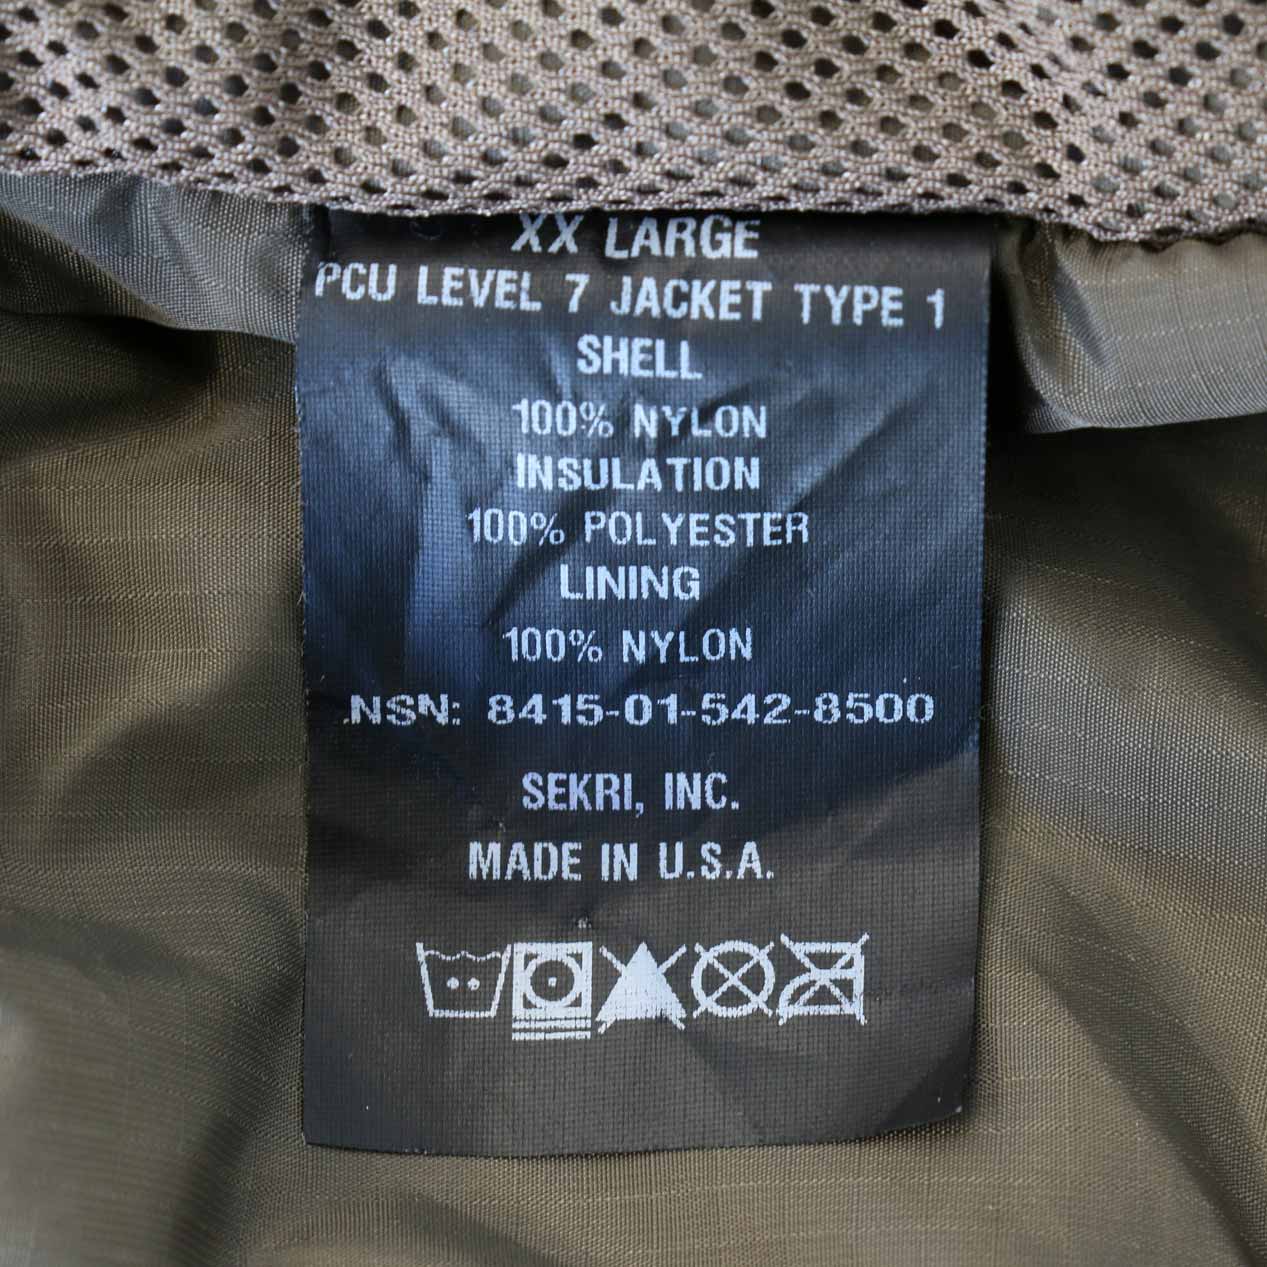 XX LARGE
PCU LEVEL 7 JACKET TYPE 1
SHELL
100% NYLON
INSULATION
100% POLYESTER
LINING
100% NYLON
NSN: 8415-01-542-8500
SEKRI, INC.
MADE IN U.S.A.